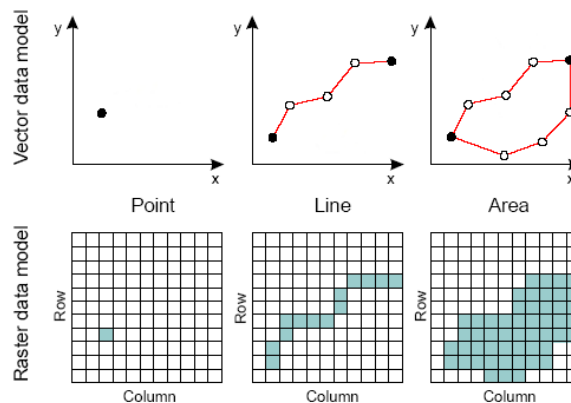 Vector data model
y
x
y
x
y
x
Point
Line
Area
Raster data model
Row
Column
Row
Column
Row
Column